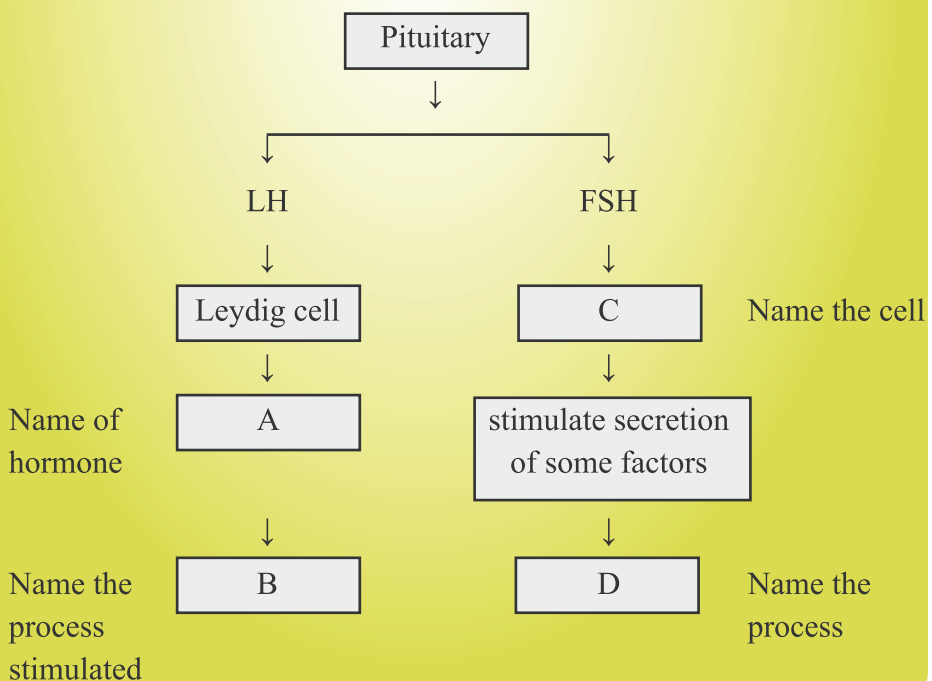 Pituitary
↓
↓ ↓
LH FSH
↓ ↓
Leydig cell
C
Name the cell
↓ ↓
Name of
hormone
A
stimulate secretion
of some factors
↓ ↓
Name the
process
stimulated
B
D
Name the
process